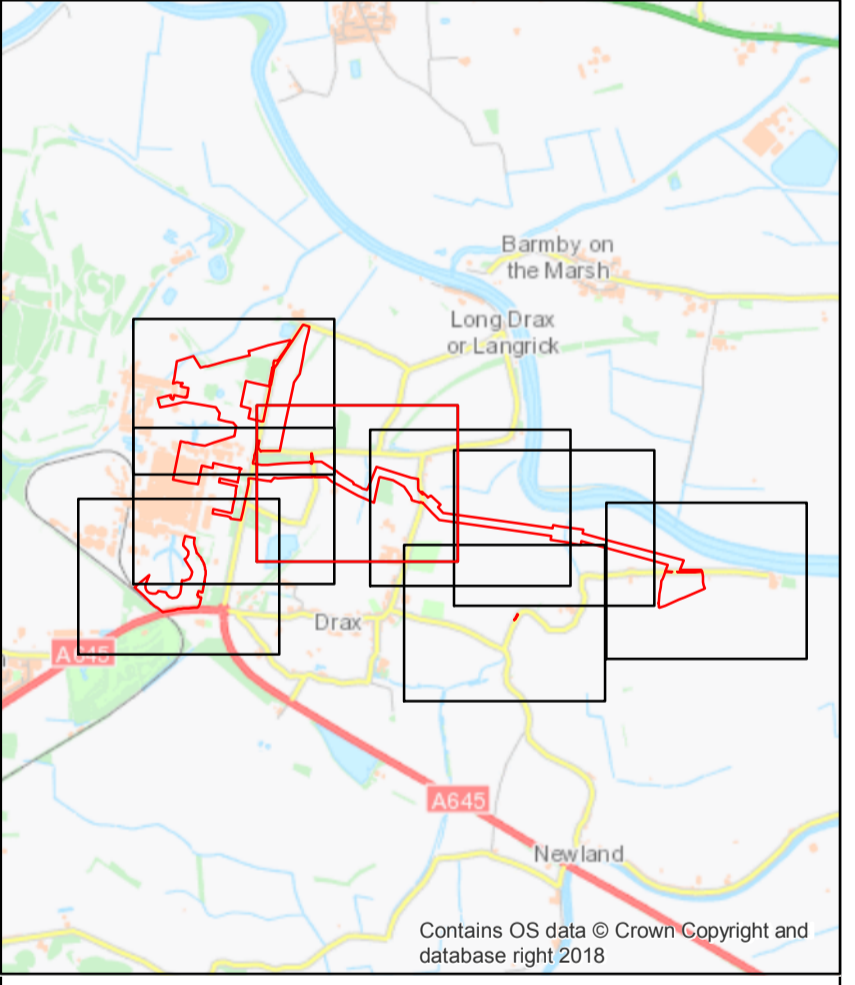 Barmby on
the Marsh
Long Drax
or Langrick
Drax
A645
A645
Newland
Contains OS data © Crown Copyright and
database right 2018